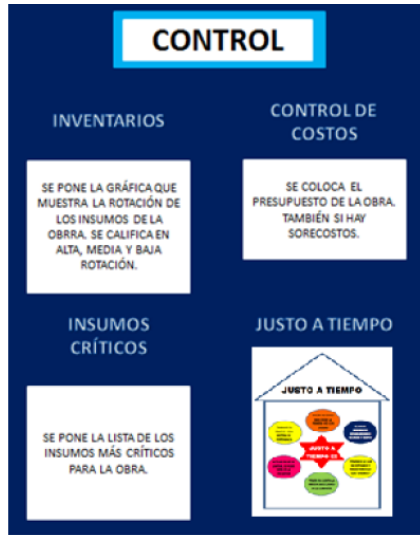 CONTROL
INVENTARIOS
SE PONE LA GRÁFICA QUE
MUESTRA LA ROTACIÓN DE
LOS INSUMOS DE LA
OBRRA. SE CALIFICA EN
ALTA, MEDIA Y BAJA
ROTACIÓN.
CONTROL DE
COSTOS
SE COLOCA EL
PRESUPUESTO DE LA OBRA.
TAMBIÉN SI HAY
SORECOSTOS.
INSUMOS
CRÍTICOS
SE PONE LA LISTA DE LOS
INSUMOS MÁS CRÍTICOS
PARA LA OBRA.
JUSTO A TIEMPO
JUSTO A TIEMPO
JUSTO A
TIEMPO